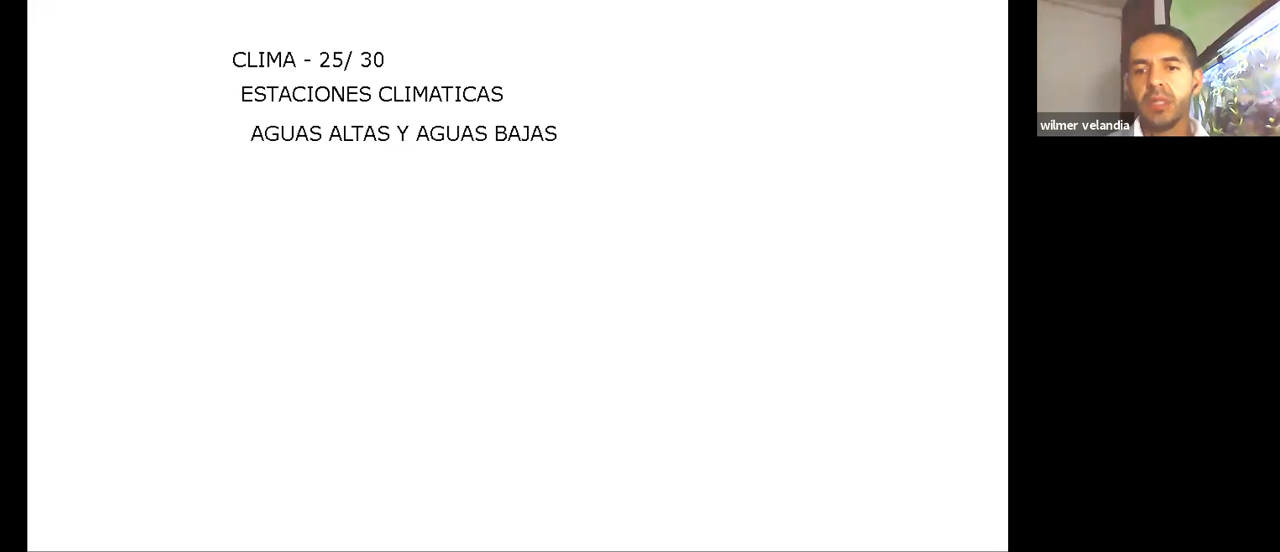 CLIMA - 25/ 30
ESTACIONES CLIMATICAS
AGUAS ALTAS Y AGUAS BAJAS
wilmer velandia